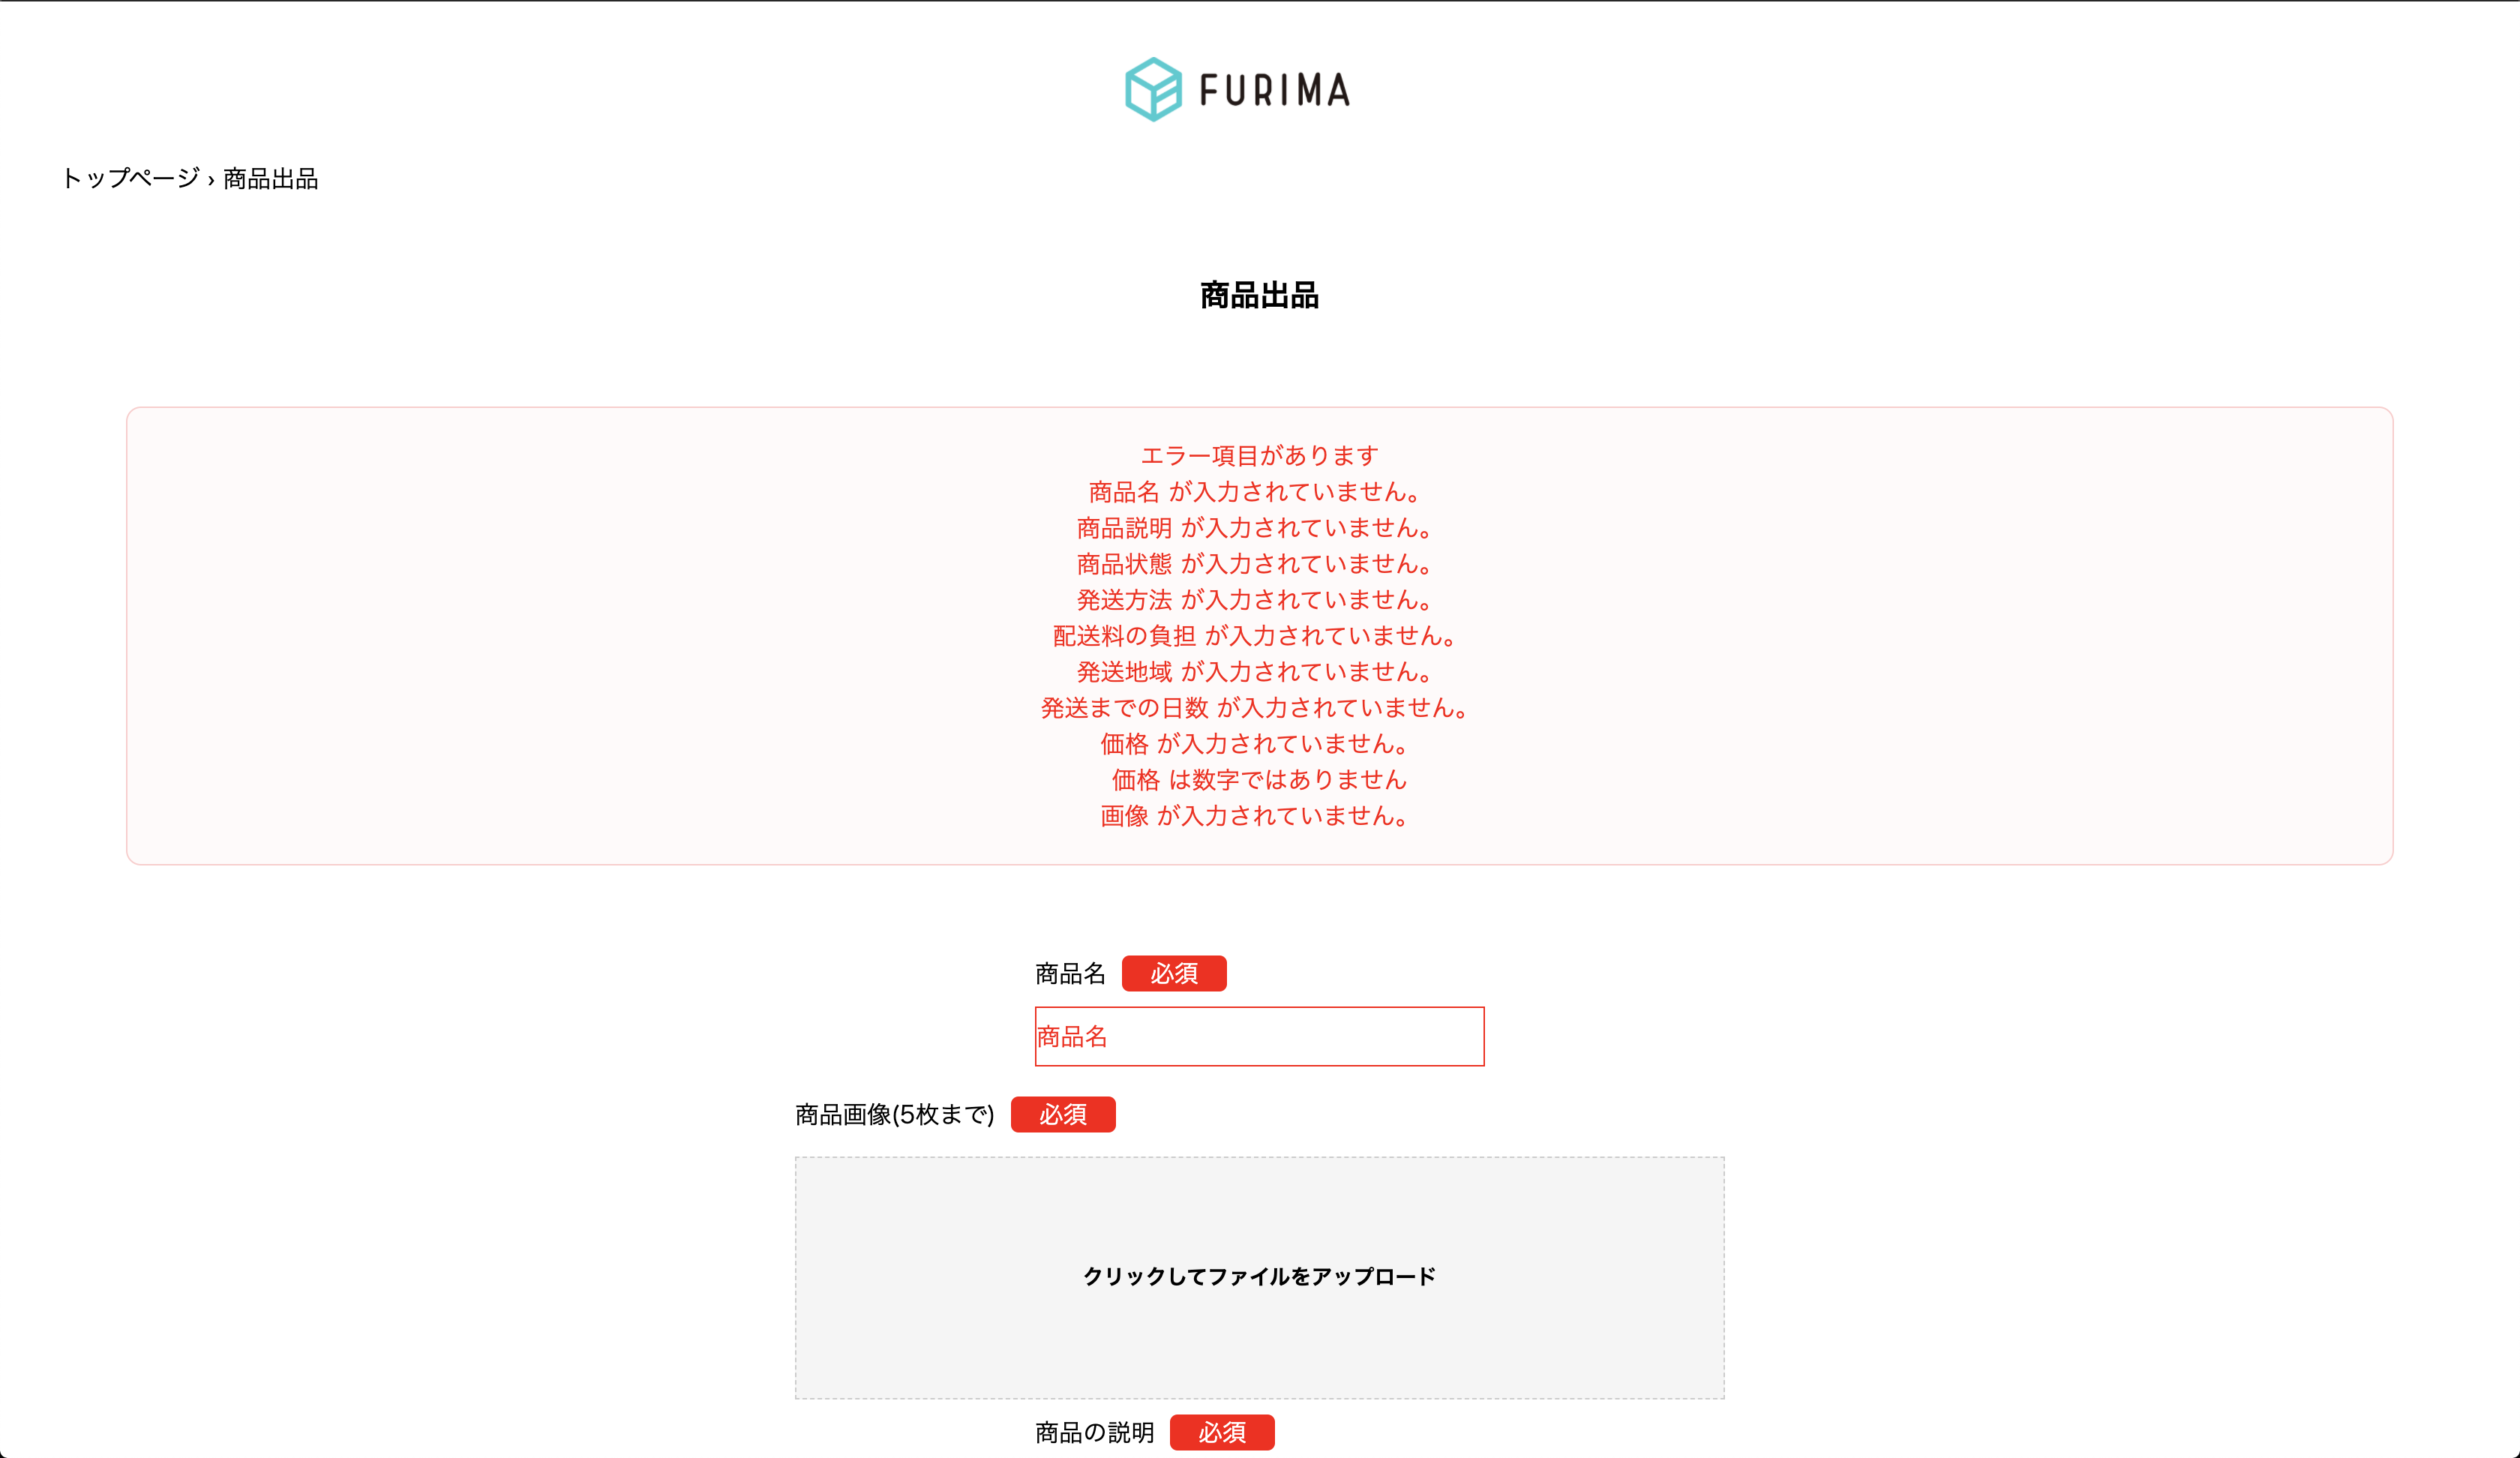 FURIMA
トップページ › 商品出品
商品出品
エラー項目があります
商品名 が入力されていません。
商品説明 が入力されていません。
商品状態 が入力されていません。
発送方法 が入力されていません。
配送料の負担 が入力されていません。
発送地域 が入力されていません。
発送までの日数 が入力されていません。
価格 が入力されていません。
価格 は数字ではありません
画像 が入力されていません。
商品名 必須
商品名
商品画像(5枚まで) 必須
クリックしてファイルをアップロード
商品の説明 必須